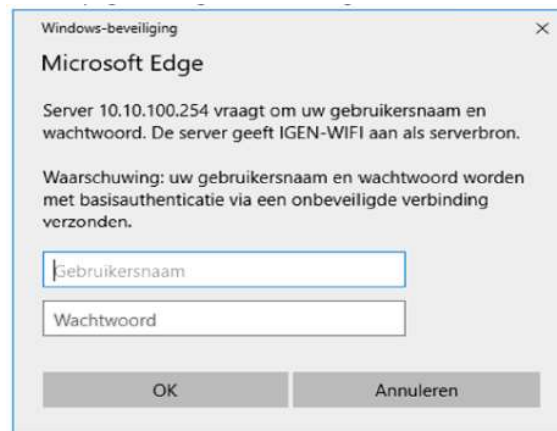 Windows-beveiliging
Microsoft Edge
Server 10.10.100.254 vraagt om uw gebruikersnaam en
wachtwoord. De server geeft IGEN-WIFI aan als serverbron.
Waarschuwing: uw gebruikersnaam en wachtwoord worden
met basisauthenticatie via een onbeveiligde verbinding
verzonden.
Gebruikersnaam
Wachtwoord
OK Annuleren